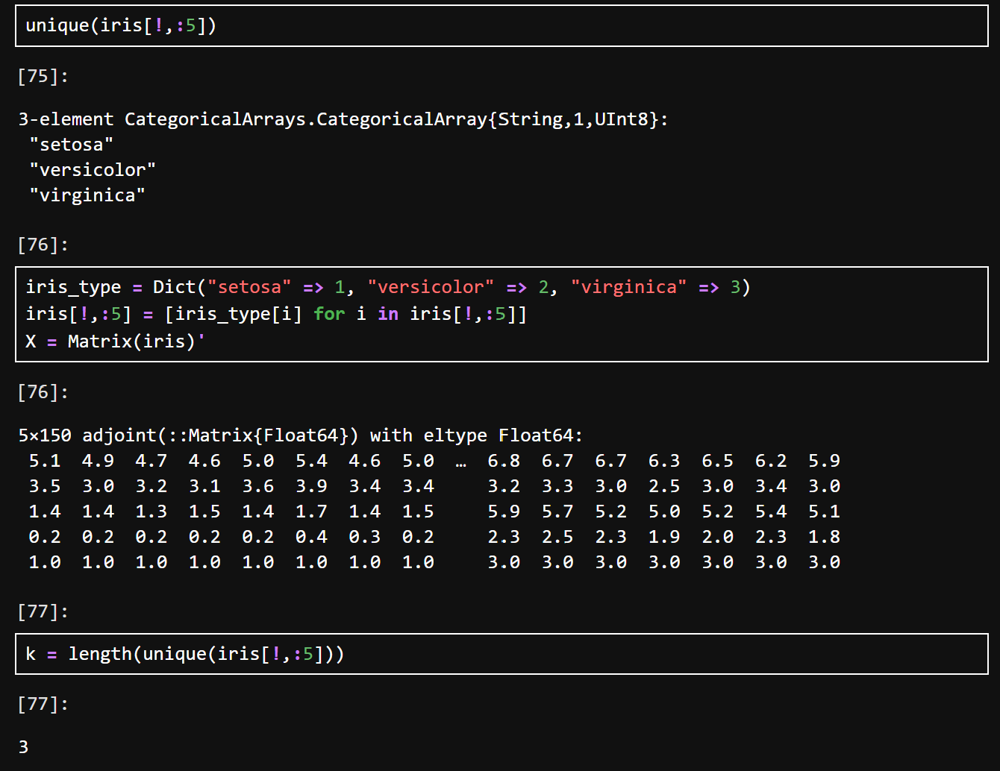 unique(iris[!,:5])
[75]:
3-element CategoricalArrays.CategoricalArray{String,1,UInt8}:
 "setosa"
 "versicolor"
 "virginica"
[76]:
iris_type = Dict("setosa" => 1, "versicolor" => 2, "virginica" => 3)
iris[!,:5] = [iris_type[i] for i in iris[!,:5]]
X = Matrix(iris)'
[76]:
5×150 adjoint(::Matrix{Float64}) with eltype Float64:
 5.1  4.9  4.7  4.6  5.0  5.4  4.6  5.0  …  6.8  6.7  6.7  6.3  6.5  6.2  5.9
 3.5  3.0  3.2  3.1  3.6  3.9  3.4  3.4     3.2  3.3  3.0  2.5  3.0  3.4  3.0
 1.4  1.4  1.3  1.5  1.4  1.7  1.4  1.5     5.9  5.7  5.2  5.0  5.2  5.4  5.1
 0.2  0.2  0.2  0.2  0.2  0.4  0.3  0.2     2.3  2.5  2.3  1.9  2.0  2.3  1.8
 1.0  1.0  1.0  1.0  1.0  1.0  1.0  1.0     3.0  3.0  3.0  3.0  3.0  3.0  3.0
[77]:
k = length(unique(iris[!,:5]))
[77]:
3